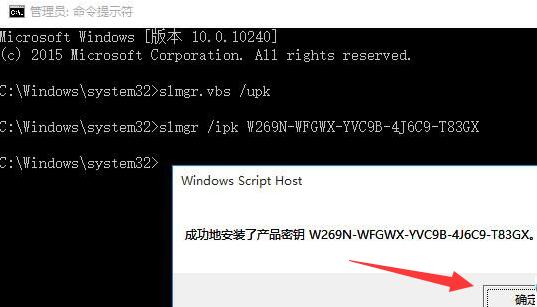 管理员: 命令提示符
Microsoft Windows [版本 10.0.10240]
(c) 2015 Microsoft Corporation. All rights reserved.
C:\Windows\system32>slmgr.vbs /upk
C:\Windows\system32>slmgr /ipk W269N-WFGWX-YVC9B-4J6C9-T83GX
C:\Windows\system32>
Windows Script Host
成功地安装了产品密钥 W269N-WFGWX-YVC9B-4J6C9-T83GX。
确定